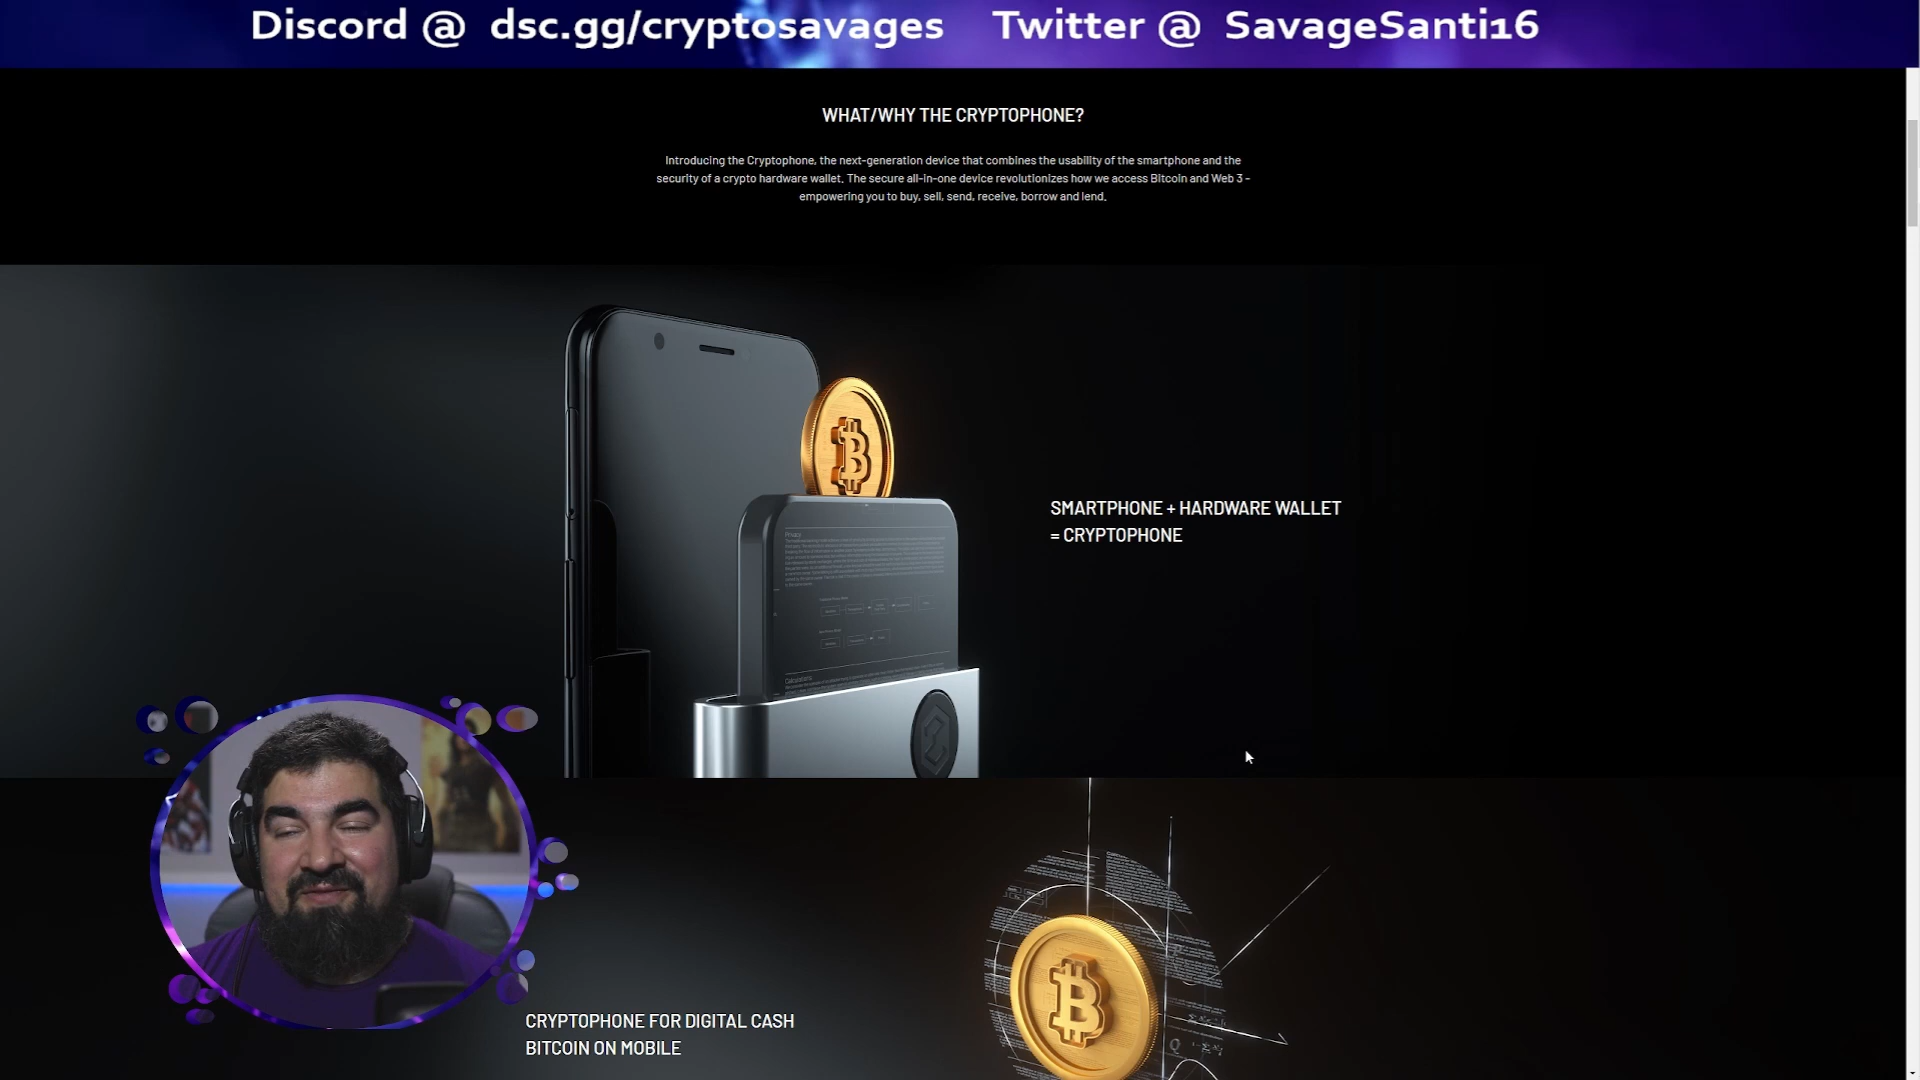 Discord @ dsc.gg/cryptosavages Twitter @ SavageSanti16
WHAT/WHY THE CRYPTOPHONE?
Introducing the Cryptophone, the next-generation device that combines the usability of the smartphone and the
security of a crypto hardware wallet. The secure all-in-one device revolutionizes how we access Bitcoin and Web 3 -
empowering you to buy, sell, send, receive, borrow and lend.
Privacy
SMARTPHONE + HARDWARE WALLET
= CRYPTOPHONE
CRYPTOPHONE FOR DIGITAL CASH
BITCOIN ON MOBILE